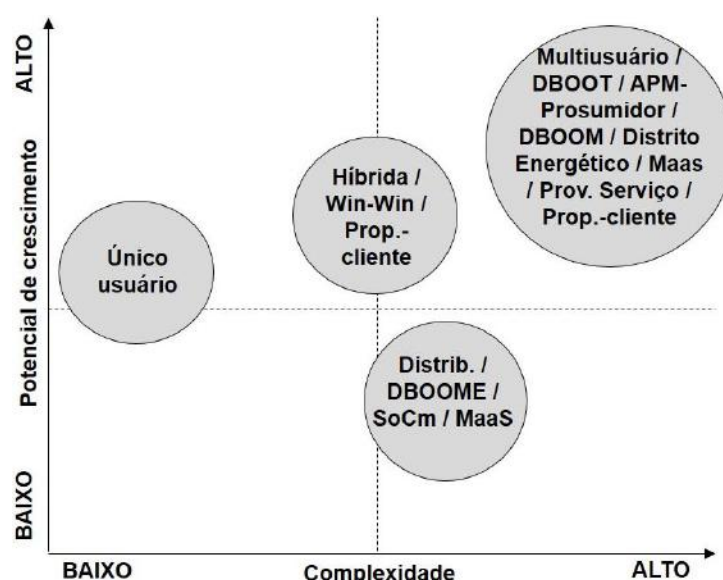 ALTO
Potencial de crescimento
BAIXO
Multiusuário /
DBOOT / APM-
Prosumidor /
DBOOM / Distrito
Energético / Maas
/ Prov. Serviço /
Prop.-cliente
Híbrida /
Win-Win /
Prop.-
cliente
Único
usuário
Distrib. /
DBOOME /
SoCm / MaaS
BAIXO
Complexidade
ALTO